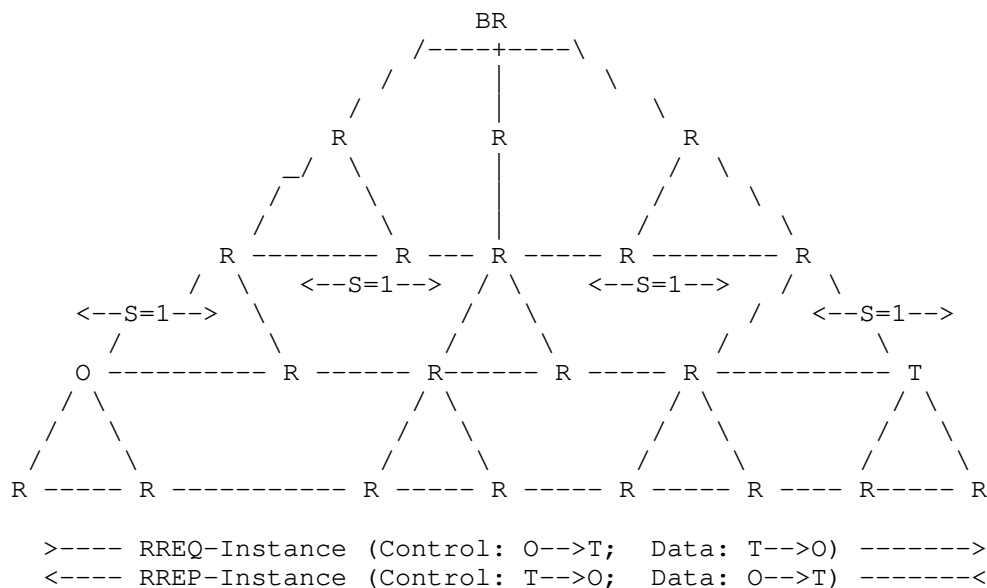 BR
R R R
R R R R R
<--S=1--> <--S=1-->
<--S=1--> <--S=1-->
O R R R R T
R R R R R R R R
>---- RREQ-Instance (Control: O-->T; Data: T-->O) ------->
<---- RREP-Instance (Control: T-->O; Data: O-->T) -------<